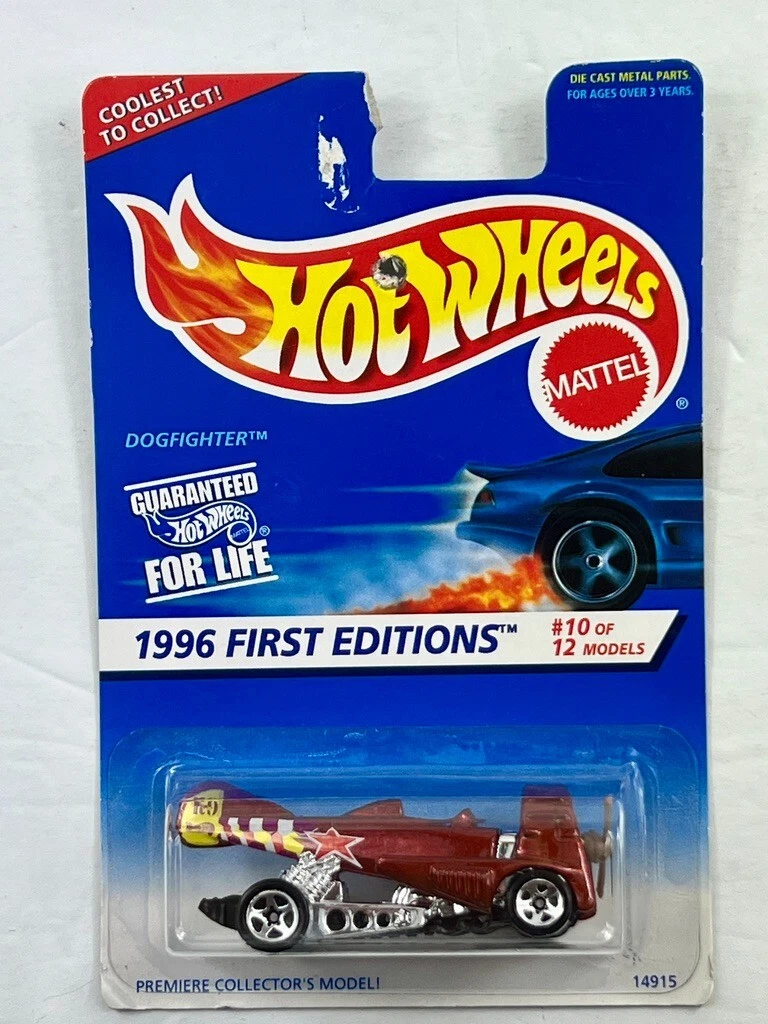 COOLEST
TO COLLECT!
DIE CAST METAL PARTS.
FOR AGES OVER 3 YEARS.
HOT WHEELS
MATTEL
®
DOGFIGHTER™
GUARANTEED
HOT WHEELS ®
MATTEL
FOR LIFE
1996 FIRST EDITIONS™
#10 OF
12 MODELS
PREMIERE COLLECTOR'S MODEL!
14915